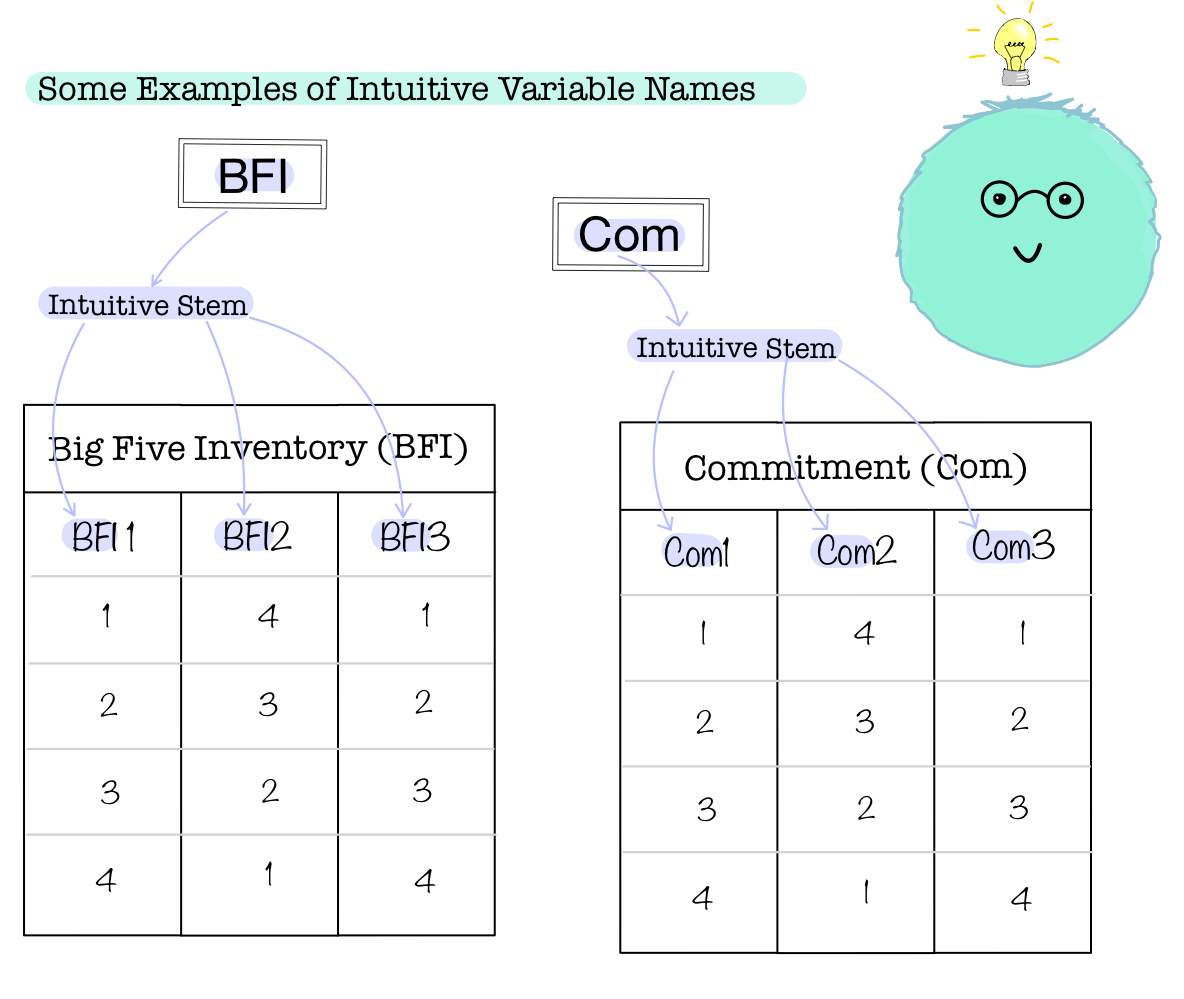 Some Examples of Intuitive Variable Names
BFI
Intuitive Stem
Big Five Inventory (BFI)
BFI1 BFI2 BFI3
1 4 1
2 3 2
3 2 3
4 1 4
Com
Intuitive Stem
Commitment (Com)
Com1 Com2 Com3
1 4 1
2 3 2
3 2 3
4 1 4